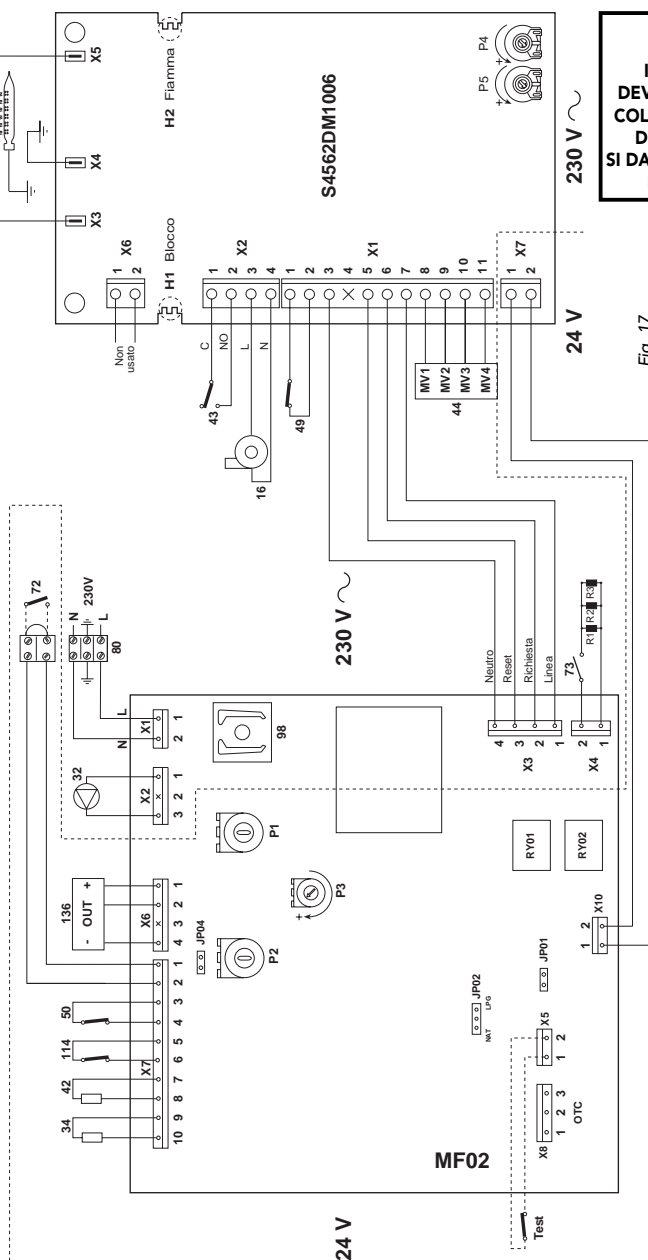 X5
X4
X3
H2 Fiamma
P4
+
P5
+
S4562DM1006
X6
1
2
H1 Blocco
X2
1
2
3
4
X1
1
2
3
4
5
6
7
8
9
10
11
X7
1
2
230 V
24 V
Non
usato
C
NO
L
N
43
16
49
MV1
MV2
MV3
MV4
44
Fig. 17
I
DEV
COL
D
SI DA
72
N
230V
L
80
230 V
Neutro
Reset
Richiesta
Linea
73
R1
R2
R3
4
3
2
1
X3
2
1
X4
N
L
X1
2
1
98
32
X2
3
2
1
P1
136
- OUT +
X6
4
3
2
1
JP04
P2
P3
+
RY01
RY02
X10
1
2
50
114
42
34
X7
10
9
8
7
6
5
4
3
2
1
JP02
NAT
LPG
JP01
X5
1
2
X8
1
2
3
OTC
MF02
Test
24 V